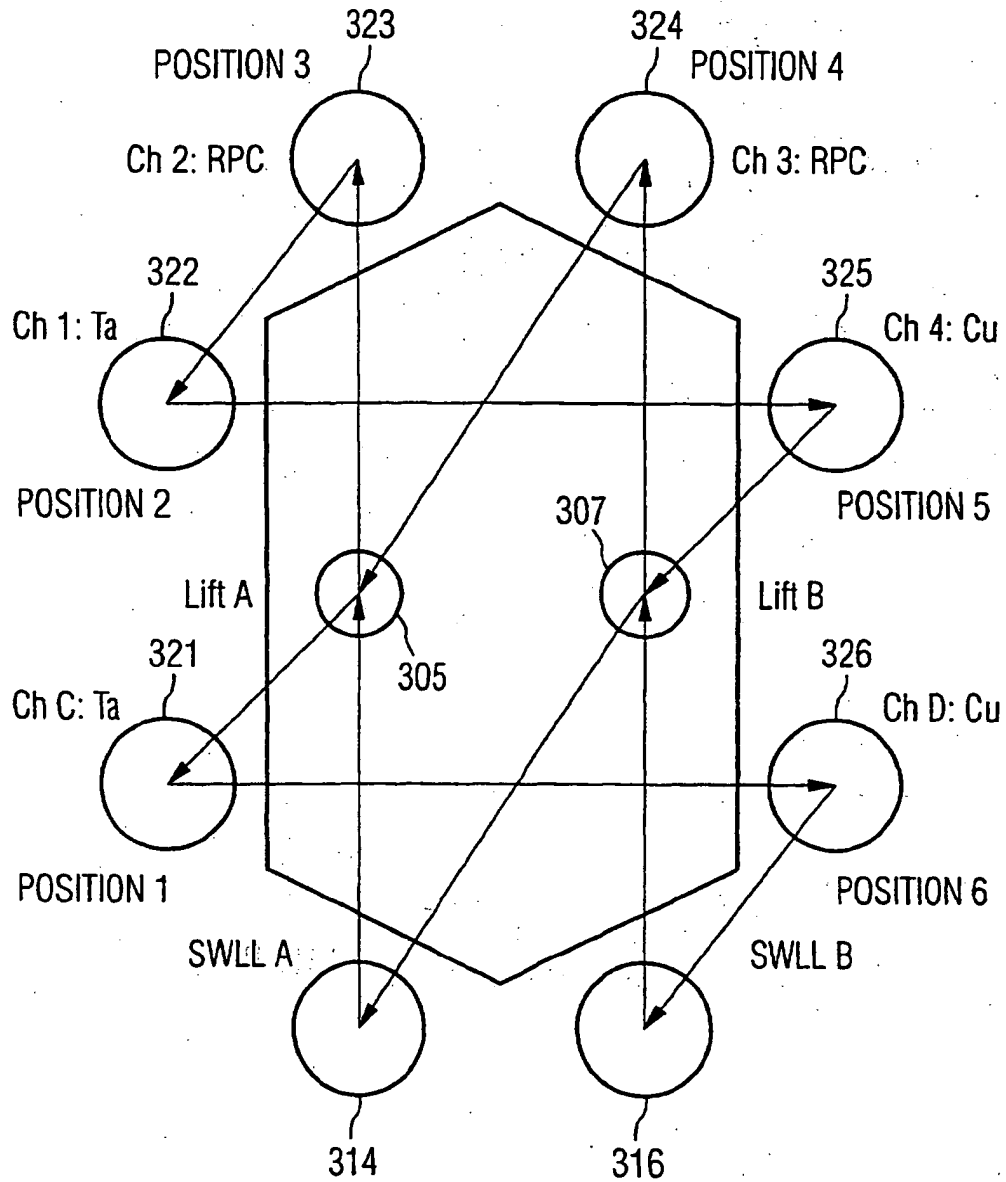 323
324
POSITION 3
POSITION 4
Ch 2: RPC
Ch 3: RPC
322
325
Ch 1: Ta
Ch 4: Cu
POSITION 2
POSITION 5
307
Lift A
Lift B
305
321
326
Ch C: Ta
Ch D: Cu
POSITION 1
POSITION 6
SWLL A
SWLL B
314
316